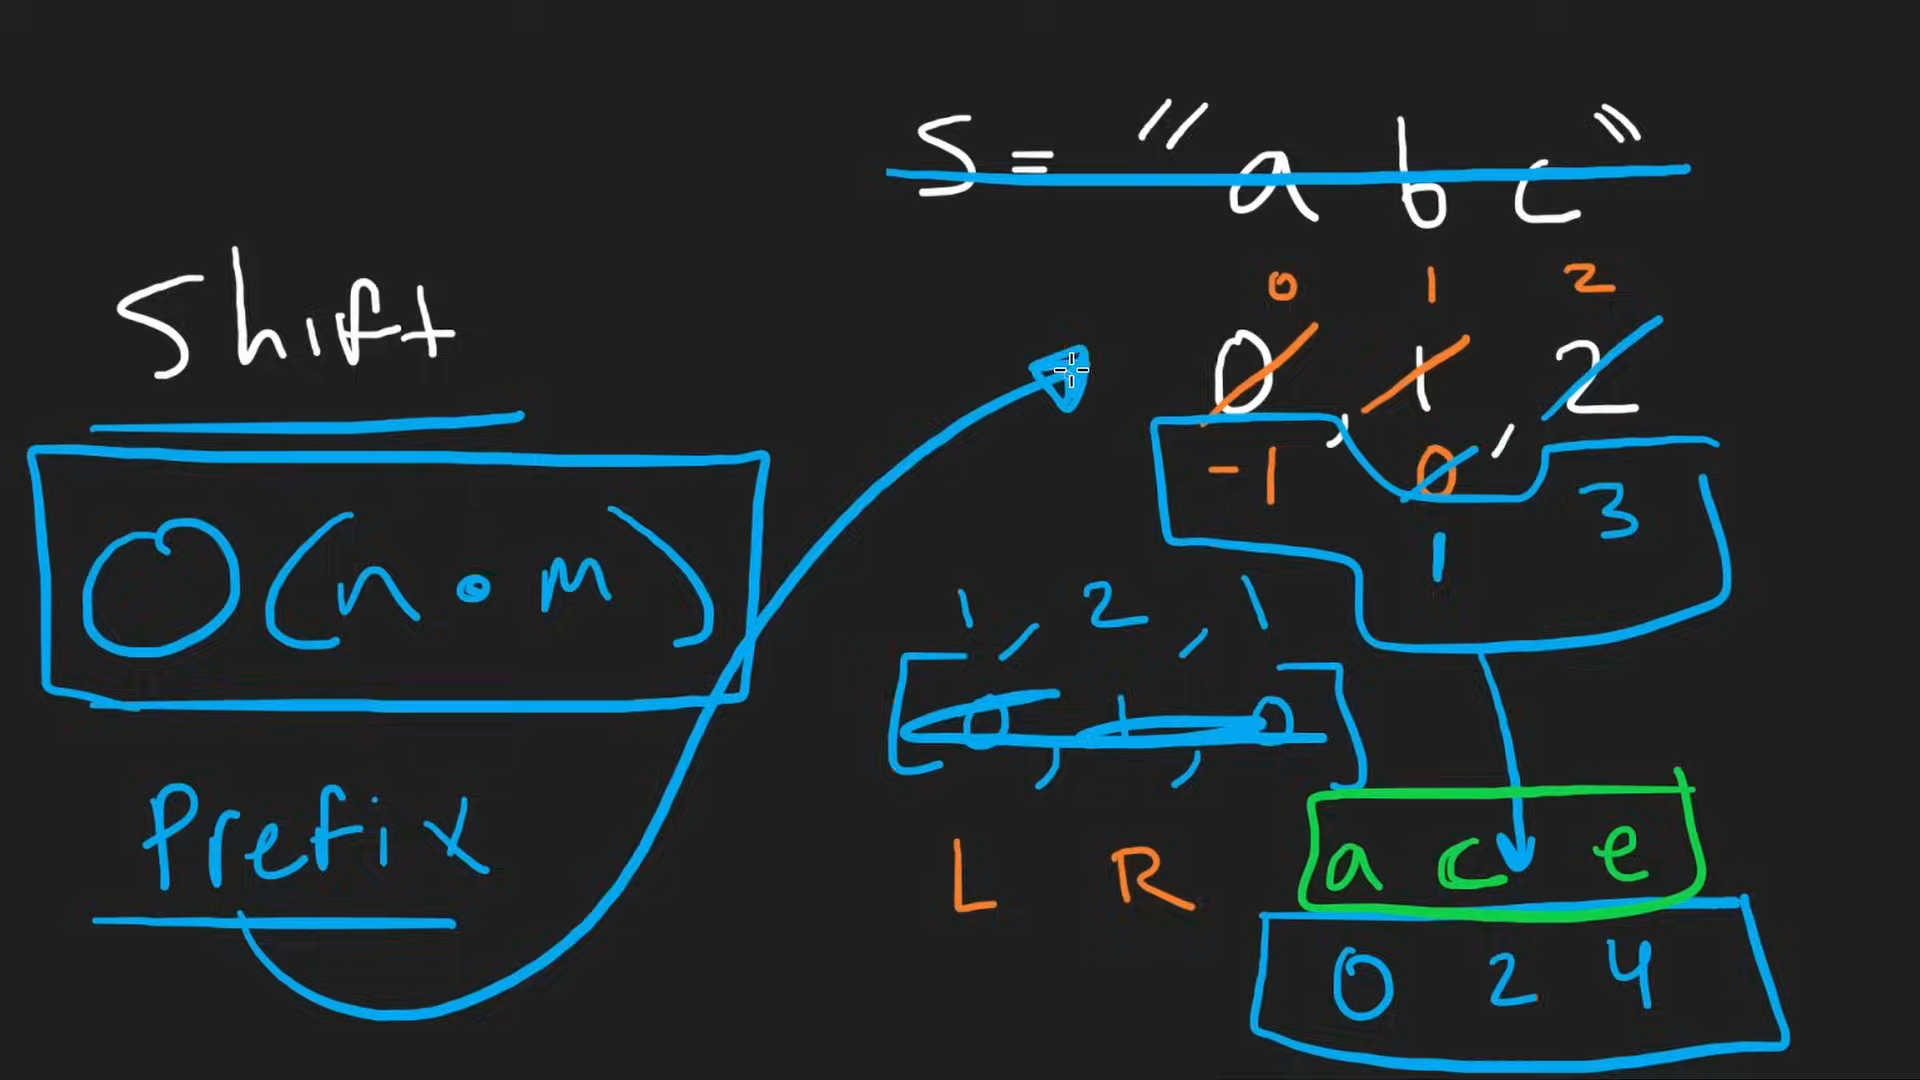 S = "a b c"
0 1 2
Shift
0, 1, 2
-1 0 3
1
O(n • m)
1, 2, 1
[0, 1, 0]
Prefix
L R
a c e
0 2 4